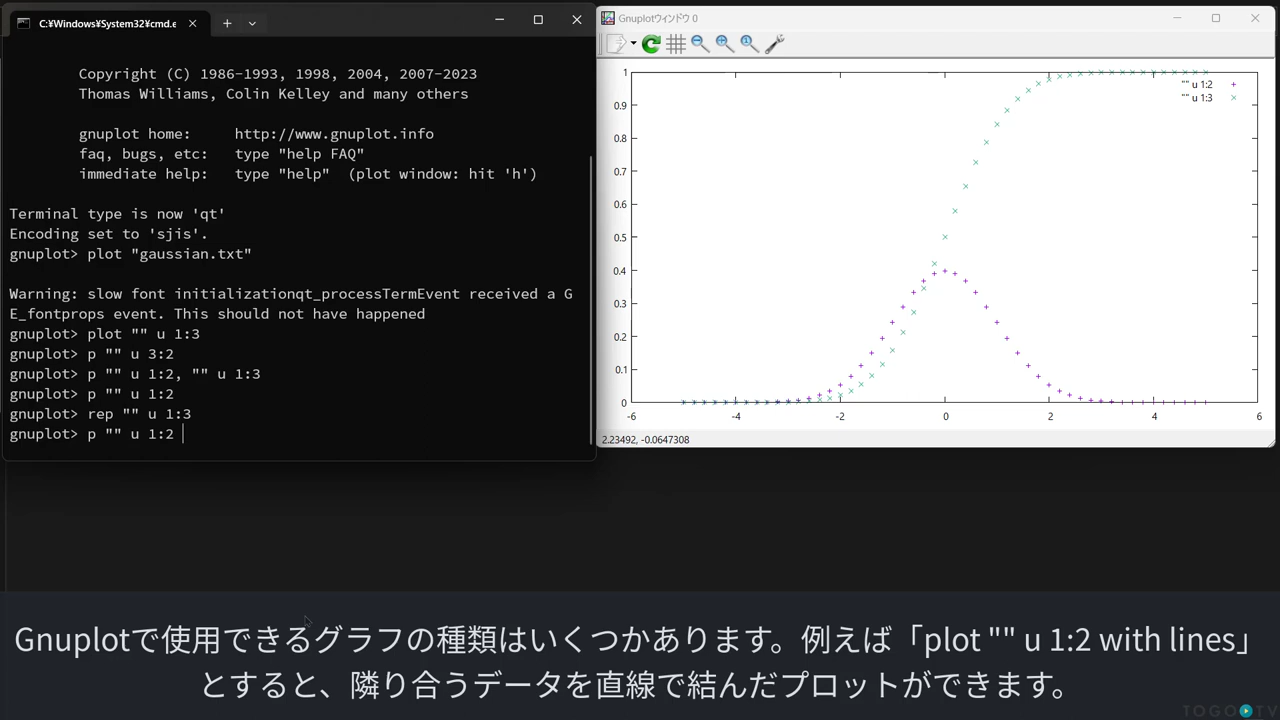 C:¥Windows¥System32¥cmd.e
Copyright (C) 1986-1993, 1998, 2004, 2007-2023
Thomas Williams, Colin Kelley and many others
gnuplot home:     http://www.gnuplot.info
faq, bugs, etc:   type "help FAQ"
immediate help:   type "help"  (plot window: hit 'h')
Terminal type is now 'qt'
Encoding set to 'sjis'.
gnuplot> plot "gaussian.txt"
Warning: slow font initializationqt_processTermEvent received a G
E_fontprops event. This should not have happened
gnuplot> plot "" u 1:3
gnuplot> p "" u 3:2
gnuplot> p "" u 1:2, "" u 1:3
gnuplot> p "" u 1:2
gnuplot> rep "" u 1:3
gnuplot> p "" u 1:2
Gnuplotウィンドウ 0
1
0.9
0.8
0.7
0.6
0.5
0.4
0.3
0.2
0.1
0
-6 -4 -2 0 2 4 6
"" u 1:2
"" u 1:3
2.23492, -0.0647308
Gnuplotで使用できるグラフの種類はいくつかあります。例えば「plot "" u 1:2 with lines」
とすると、隣り合うデータを直線で結んだプロットができます。
TOGO TV